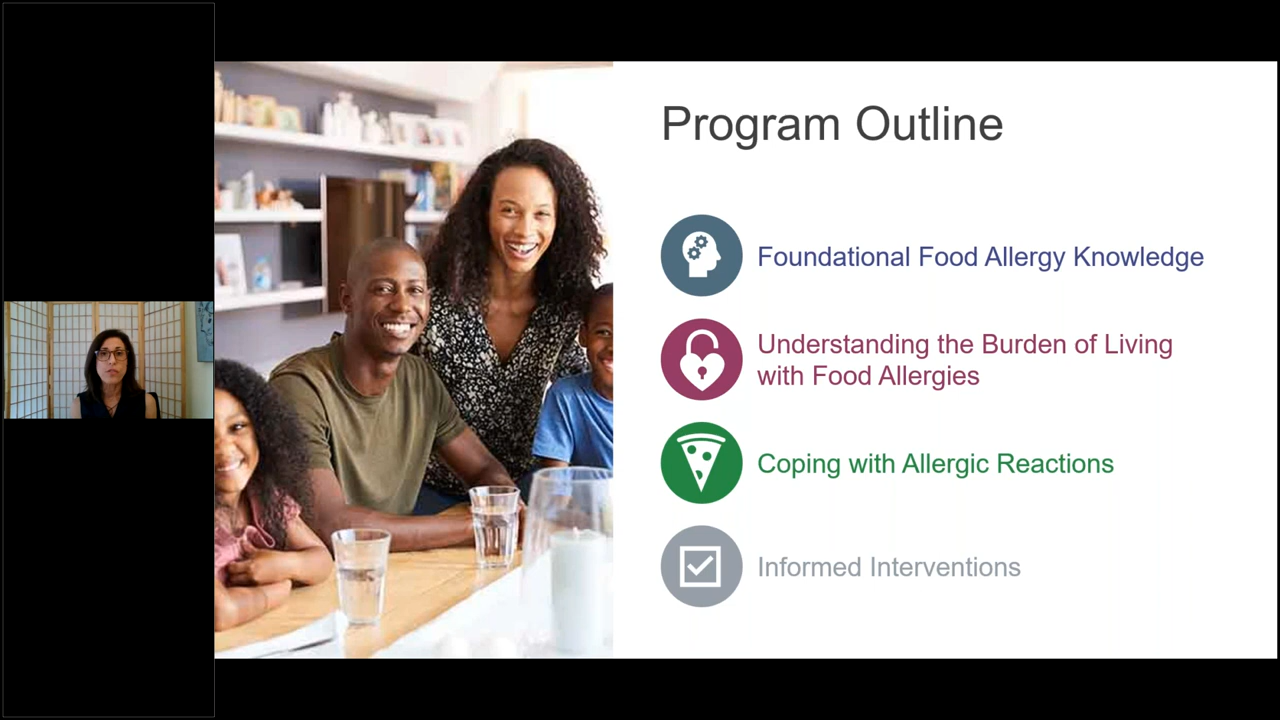 Program Outline
Foundational Food Allergy Knowledge
Understanding the Burden of Living
with Food Allergies
Coping with Allergic Reactions
Informed Interventions